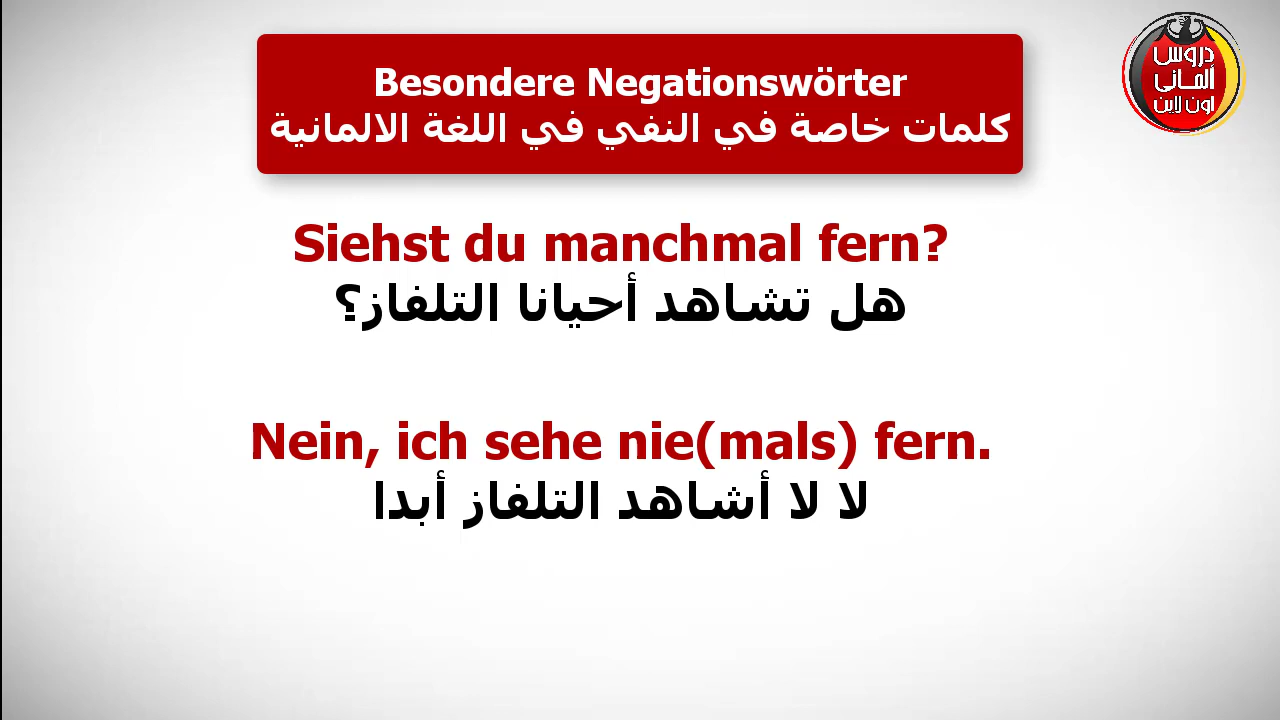 Besondere Negationswörter
كلمات خاصة في النفي في اللغة الالمانية
دروس
ألماني
اون لاين
Siehst du manchmal fern?
هل تشاهد أحيانا التلفاز؟
Nein, ich sehe nie(mals) fern.
لا لا أشاهد التلفاز أبدا